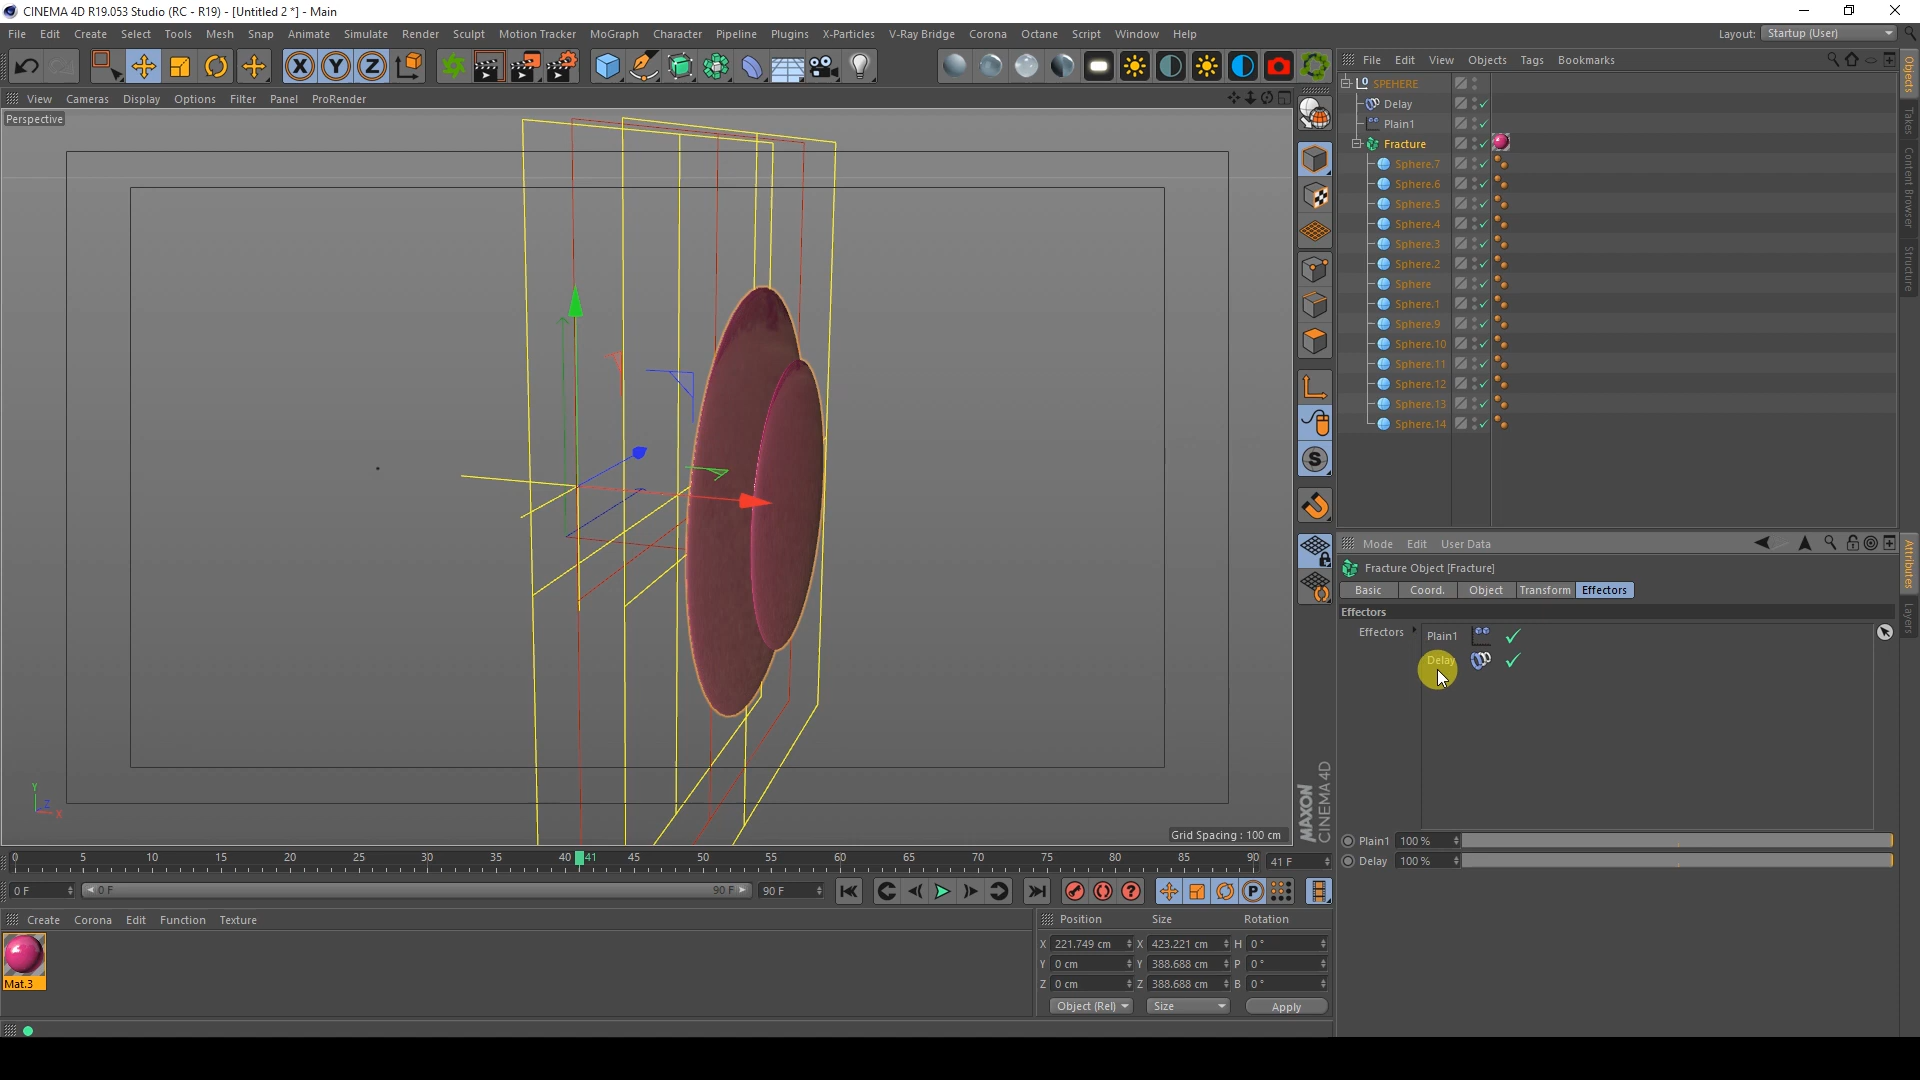 CINEMA 4D R19.053 Studio (RC - R19) - [Untitled 2 *] - Main
File Edit Create Select Tools Mesh Snap Animate Simulate Render Sculpt Motion Tracker MoGraph Character Pipeline Plugins X-Particles V-Ray Bridge Corona Octane Script Window Help
Layout: Startup (User)
File Edit View Objects Tags Bookmarks
View Cameras Display Options Filter Panel ProRender
Perspective
SPEHERE
Delay
Plain1
Fracture
Sphere.7
Sphere.6
Sphere.5
Sphere.4
Sphere.3
Sphere.2
Sphere
Sphere.1
Sphere.9
Sphere.10
Sphere.11
Sphere.12
Sphere.13
Sphere.14
Objects
Takes
Content Browser
Structure
Mode Edit User Data
Fracture Object [Fracture]
Basic Coord. Object Transform Effectors
Effectors
Effectors
Plain1
Delay
Plain1 100 %
Delay 100 %
Attributes
Layers
Y
Z
X
Grid Spacing : 100 cm
MAXON
CINEMA 4D
0 5 10 15 20 25 30 35 40 41 45 50 55 60 65 70 75 80 85 90 41 F
0 F 0 F 90 F 90 F
Create Corona Edit Function Texture
Mat.3
Position Size Rotation
X 221.749 cm X 423.221 cm H 0 °
Y 0 cm Y 388.688 cm P 0 °
Z 0 cm Z 388.688 cm B 0 °
Object (Rel) Size Apply